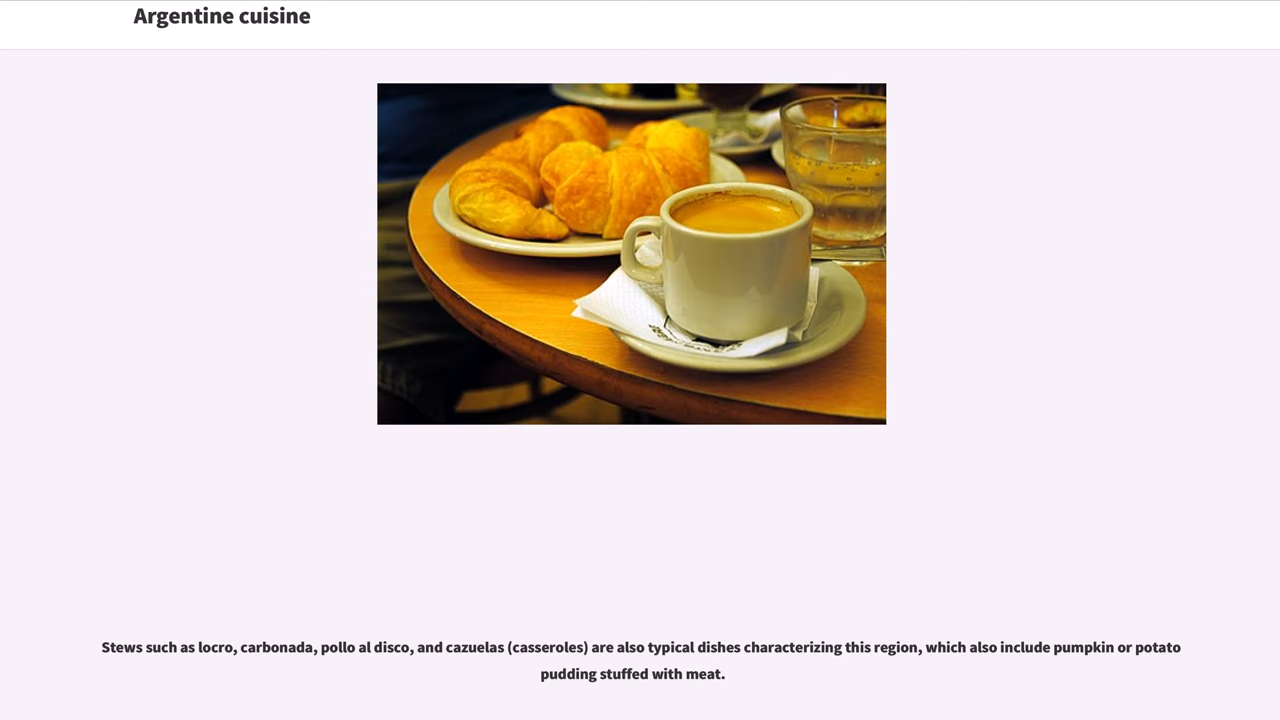 Argentine cuisine
Stews such as locro, carbonada, pollo al disco, and cazuelas (casseroles) are also typical dishes characterizing this region, which also include pumpkin or potato
pudding stuffed with meat.